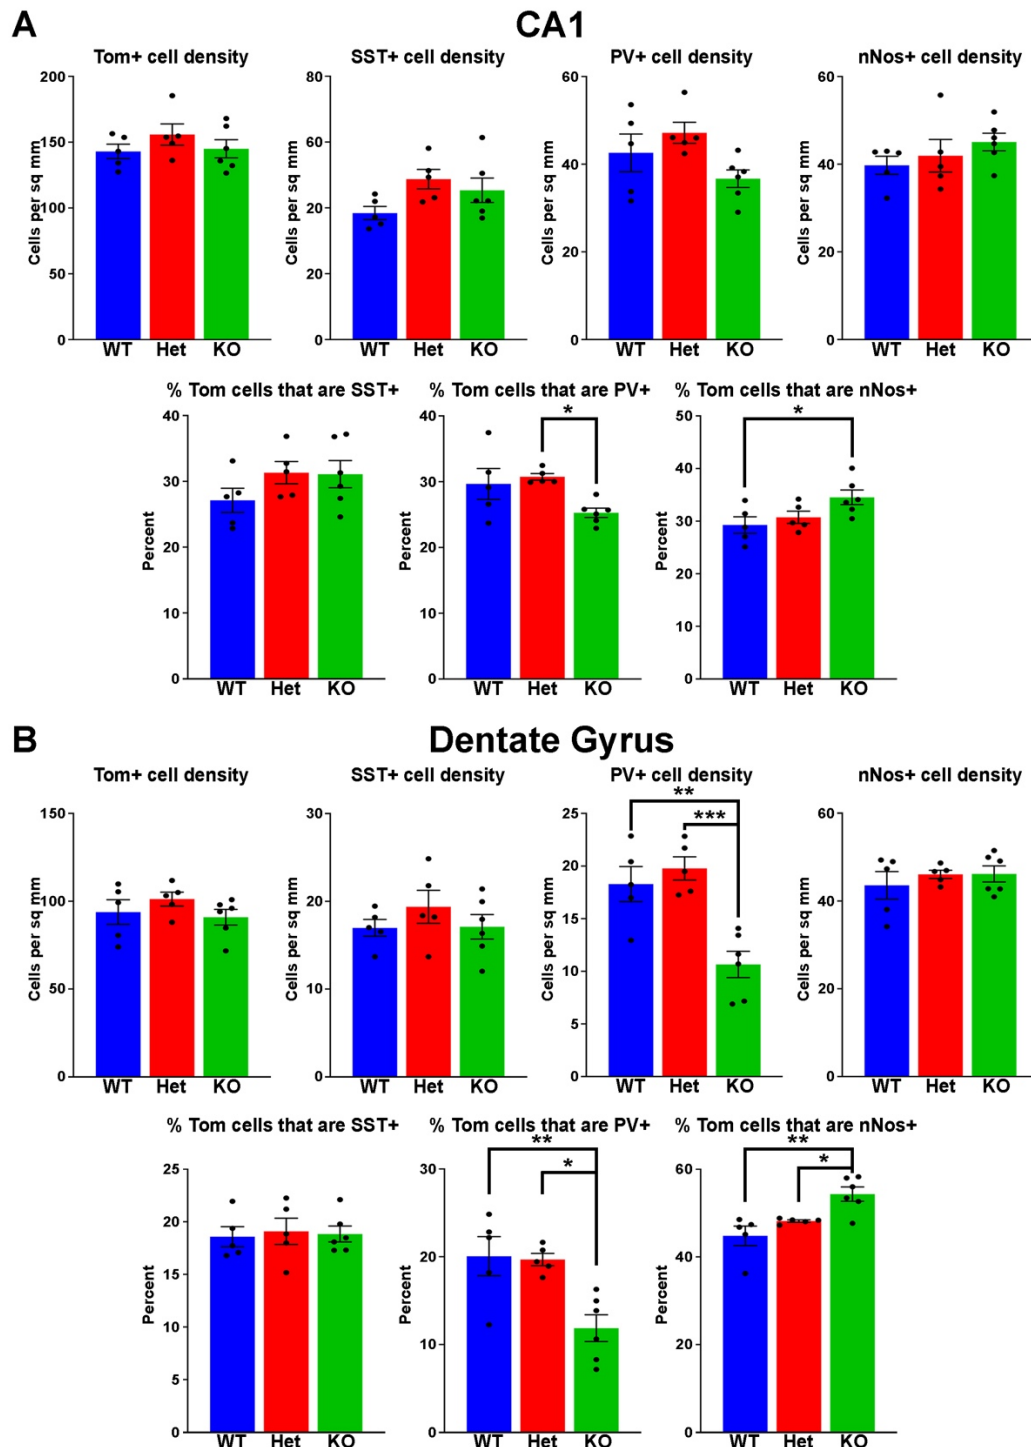 A
CA1
Tom+ cell density
SST+ cell density
PV+ cell density
nNos+ cell density
Cells per sq mm
200
150
100
50
0
WT Het KO
Cells per sq mm
80
60
20
20
0
WT Het KO
Cells per sq mm
60
40
20
0
WT Het KO
Cells per sq mm
60
40
20
0
WT Het KO
% Tom cells that are SST+
% Tom cells that are PV+
% Tom cells that are nNos+
Percent
40
30
20
10
0
WT Het KO
Percent
40
30
20
10
0
*
WT Het KO
Percent
50
40
30
20
10
0
*
WT Het KO
B
Dentate Gyrus
Tom+ cell density
SST+ cell density
PV+ cell density
nNos+ cell density
Cells per sq mm
150
100
50
0
WT Het KO
Cells per sq mm
30
20
10
0
WT Het KO
Cells per sq mm
25
20
15
10
5
0
**
***
WT Het KO
Cells per sq mm
60
40
20
0
WT Het KO
% Tom cells that are SST+
% Tom cells that are PV+
% Tom cells that are nNos+
Percent
25
20
15
10
5
0
WT Het KO
Percent
30
20
10
0
**
*
WT Het KO
Percent
60
40
20
0
**
*
WT Het KO